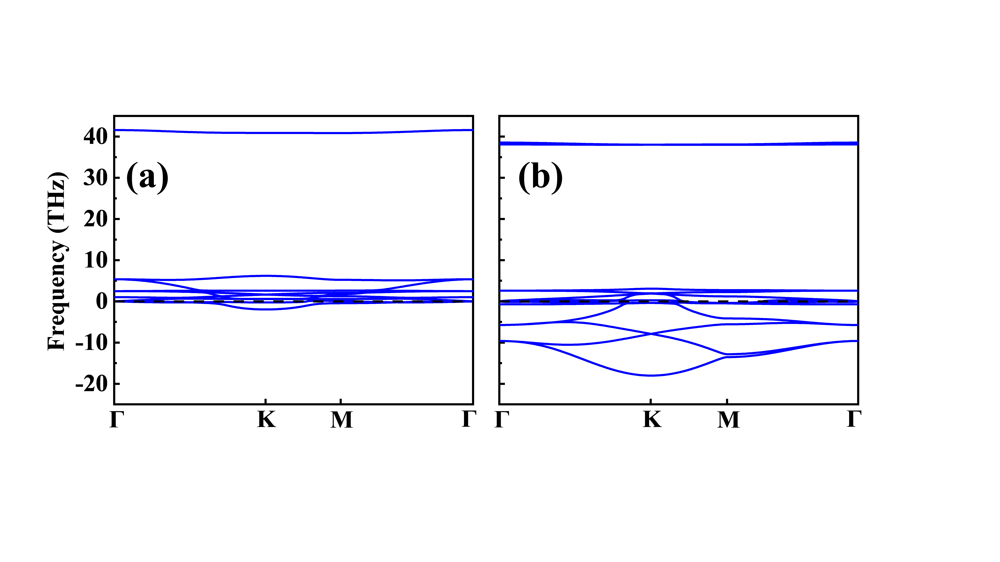 Frequency (THz)
40
30
20
10
0
-10
-20
(a)
(b)
Γ K M Γ
Γ K M Γ